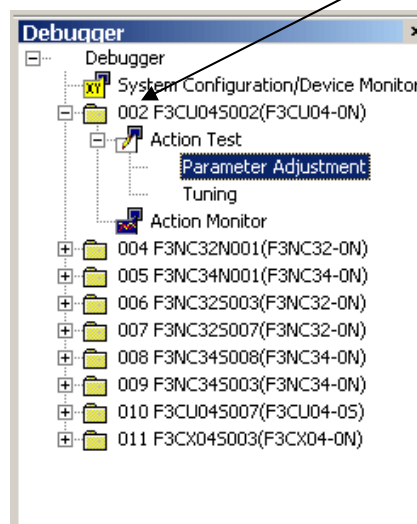 Debugger
Debugger
System Configuration/Device Monitor
002 F3CU04S002(F3CU04-0N)
Action Test
Parameter Adjustment
Tuning
Action Monitor
004 F3NC32N001(F3NC32-0N)
005 F3NC34N001(F3NC34-0N)
006 F3NC32S003(F3NC32-0N)
007 F3NC32S007(F3NC32-0N)
008 F3NC34S008(F3NC34-0N)
009 F3NC34S003(F3NC34-0N)
010 F3CU04S007(F3CU04-0S)
011 F3CX04S003(F3CX04-0N)